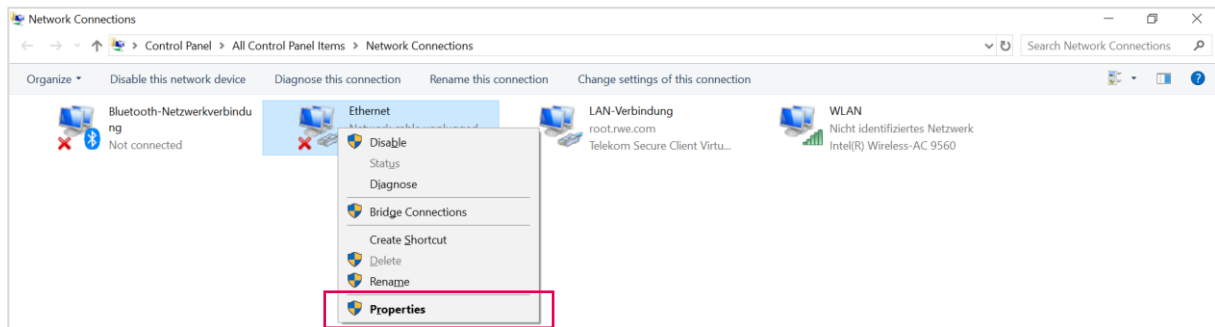 Network Connections
Control Panel > All Control Panel Items > Network Connections
Search Network Connections
Organize
Disable this network device
Diagnose this connection
Rename this connection
Change settings of this connection
Bluetooth-Netzwerkverbindu
ng
Not connected
Ethernet
Network cable unplugged
LAN-Verbindung
root.rwe.com
Telekom Secure Client Virtu...
WLAN
Nicht identifiziertes Netzwerk
Intel(R) Wireless-AC 9560
Disable
Status
Diagnose
Bridge Connections
Create Shortcut
Delete
Rename
Properties